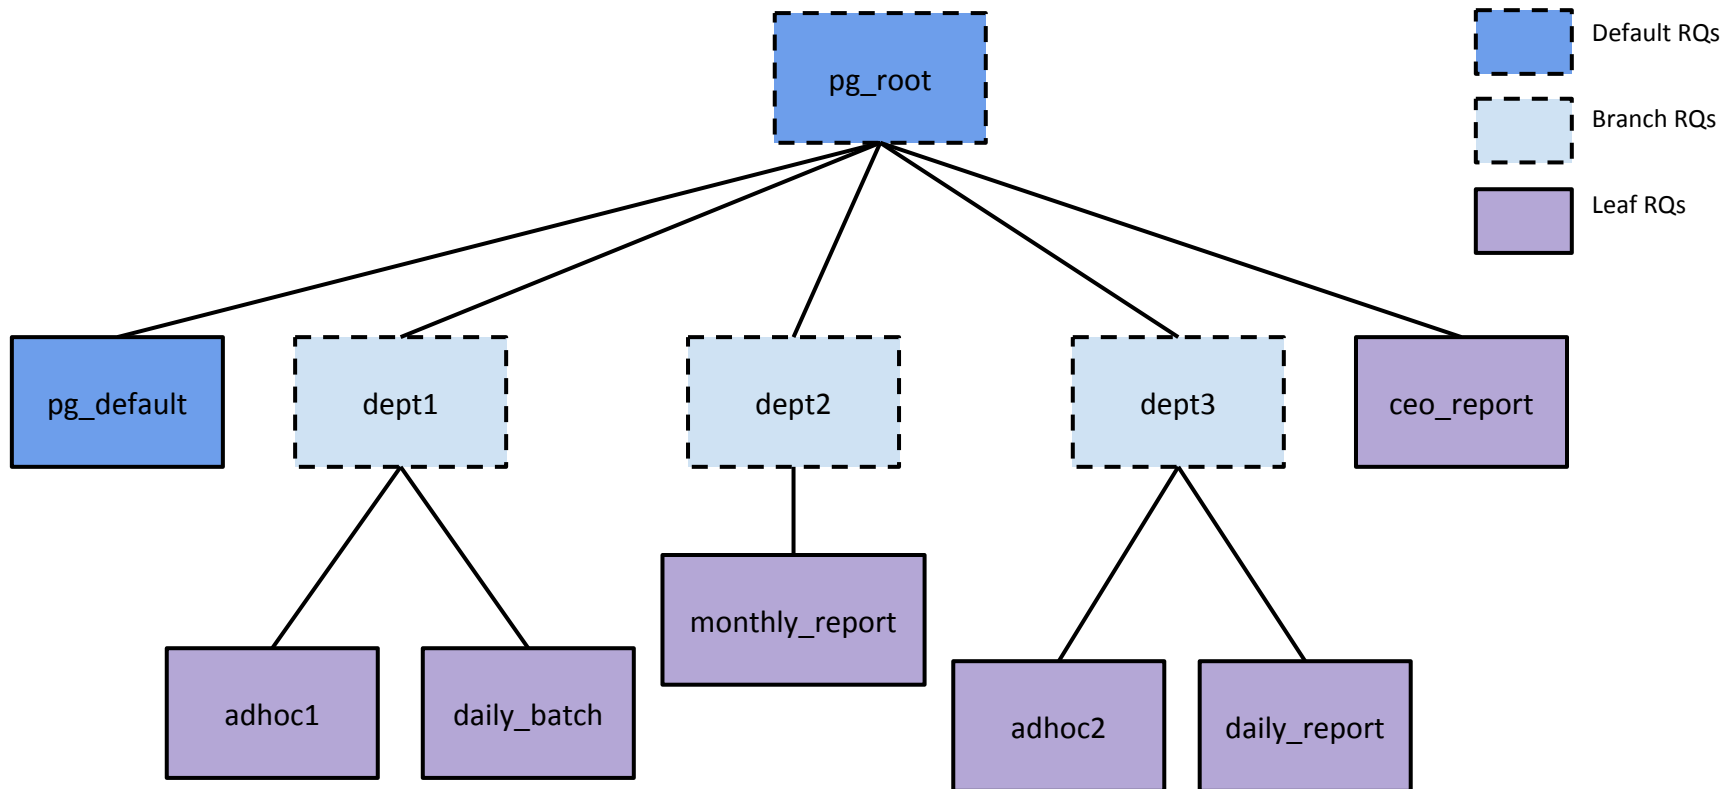 pg_root
Default RQs
Branch RQs
Leaf RQs
pg_default
dept1
dept2
dept3
ceo_report
monthly_report
adhoc1
daily_batch
adhoc2
daily_report